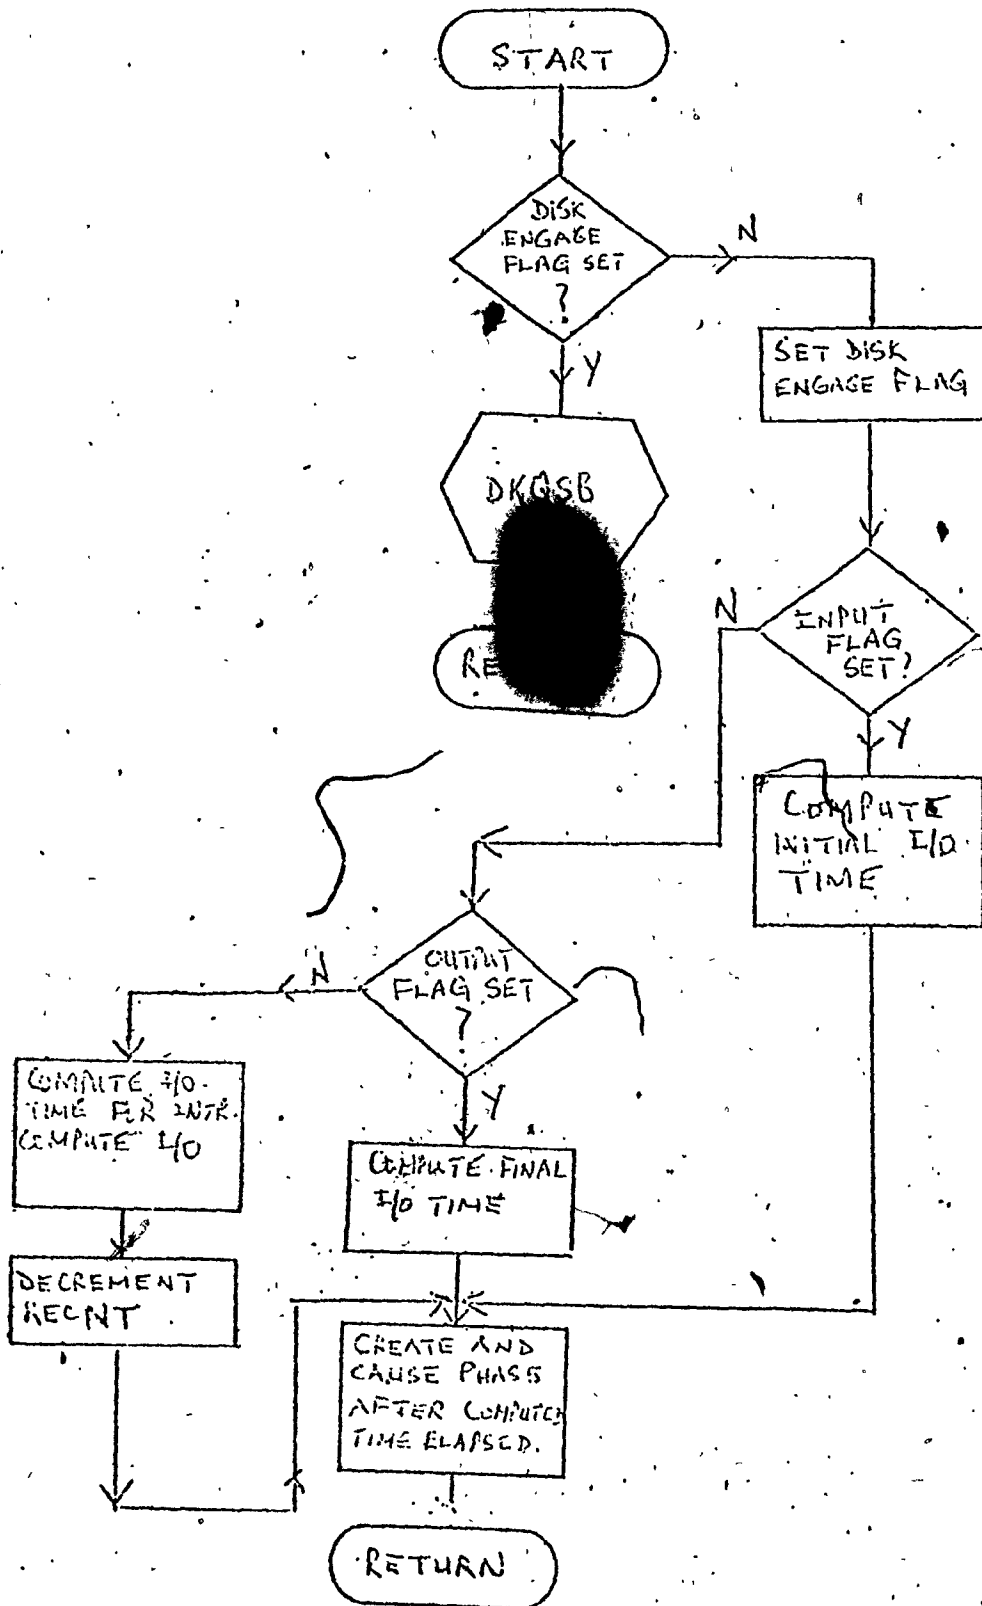 START
DISK
ENGAGE
FLAG SET
?
N
Y
SET DISK
ENGAGE FLAG
DKQSB
INPUT
FLAG
SET?
N
Y
COMPUTE
INITIAL I/O
TIME
OUTPUT
FLAG SET
?
N
Y
COMPUTE I/O
TIME FOR INTR.
COMPUTE I/O
COMPUTE FINAL
I/O TIME
DECREMENT
RECNT
CREATE AND
CAUSE PHASE
AFTER COMPUTED
TIME ELAPSED.
RETURN